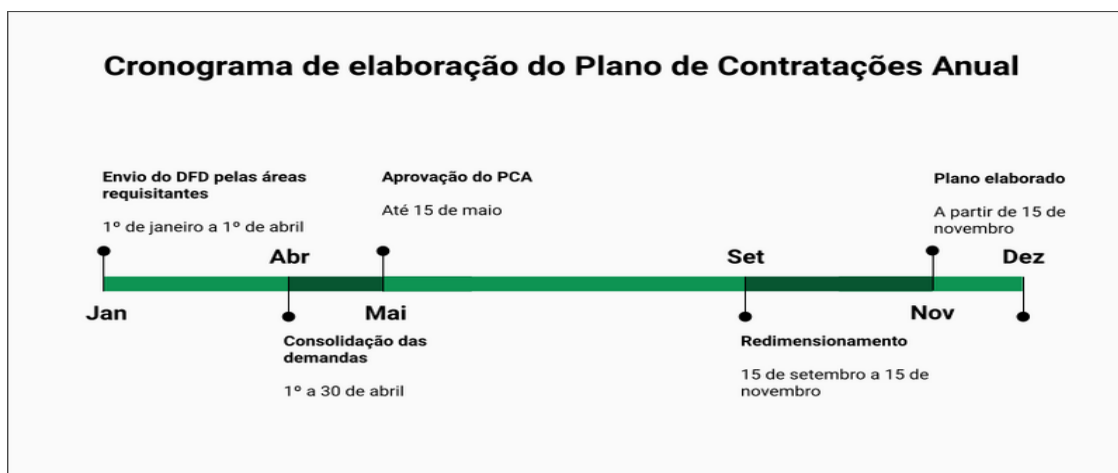 Cronograma de elaboração do Plano de Contratações Anual
Envio do DFD pelas áreas
requisitantes
1º de janeiro a 1º de abril
Aprovação do PCA
Até 15 de maio
Plano elaborado
A partir de 15 de
novembro
Abr
Set
Dez
Jan
Mai
Nov
Consolidação das
demandas
1º a 30 de abril
Redimensionamento
15 de setembro a 15 de
novembro